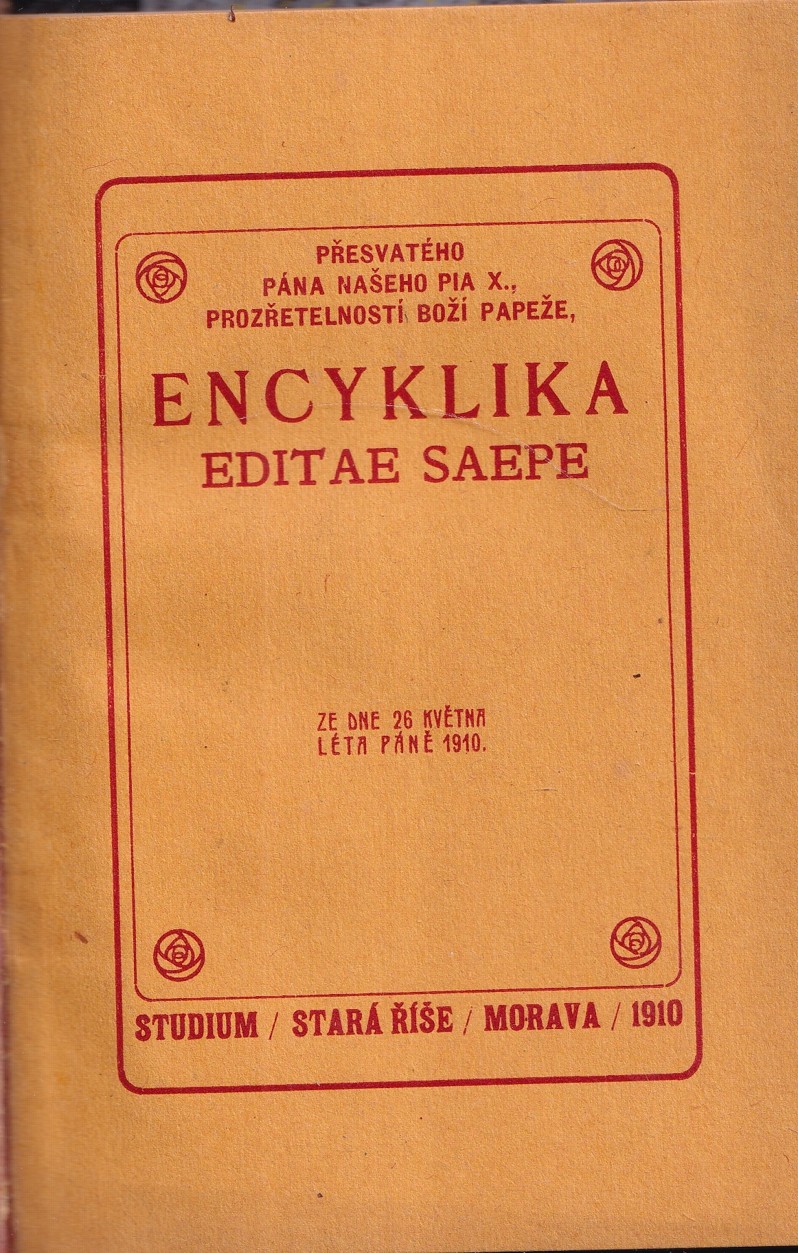 PŘESVATÉHO
PÁNA NAŠEHO PIA X.,
PROZŘETELNOSTÍ BOŽÍ PAPEŽE,
ENCYKLIKA
EDITAE SAEPE
ZE DNE 26 KVĚTNA
LÉTA PÁNĚ 1910.
STUDIUM / STARÁ ŘÍŠE / MORAVA / 1910